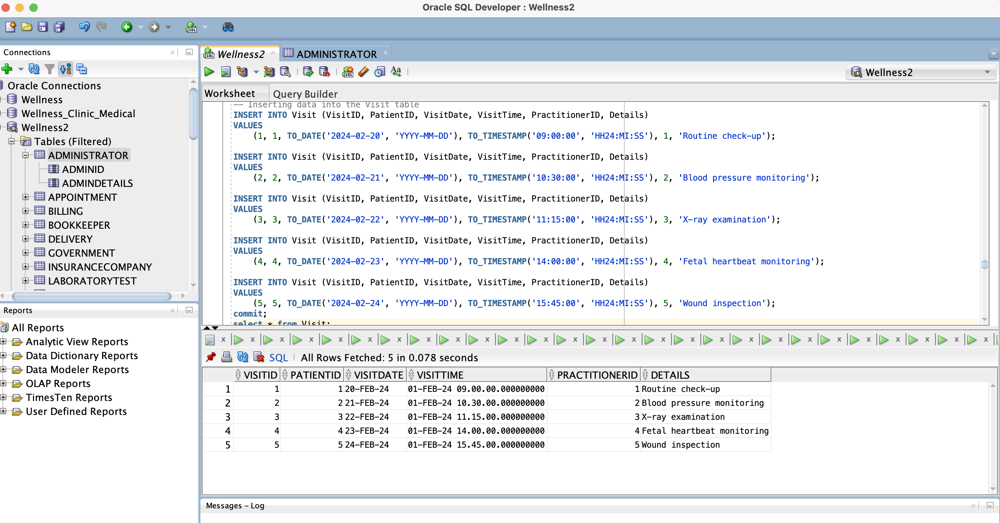 Oracle SQL Developer : Wellness2
Connections
Oracle Connections
Wellness
Wellness_Clinic_Medical
Wellness2
Tables (Filtered)
ADMINISTRATOR
ADMINID
ADMINDETAILS
APPOINTMENT
BILLING
BOOKKEEPER
DELIVERY
GOVERNMENT
INSURANCECOMPANY
LABORATORYTEST
Reports
All Reports
Analytic View Reports
Data Dictionary Reports
Data Modeler Reports
OLAP Reports
TimesTen Reports
User Defined Reports
Wellness2 ADMINISTRATOR
Wellness2
Worksheet Query Builder
-- Inserting data into the Visit table
INSERT INTO Visit (VisitID, PatientID, VisitDate, VisitTime, PractitionerID, Details)
VALUES
(1, 1, TO_DATE('2024-02-20', 'YYYY-MM-DD'), TO_TIMESTAMP('09:00:00', 'HH24:MI:SS'), 1, 'Routine check-up');
INSERT INTO Visit (VisitID, PatientID, VisitDate, VisitTime, PractitionerID, Details)
VALUES
(2, 2, TO_DATE('2024-02-21', 'YYYY-MM-DD'), TO_TIMESTAMP('10:30:00', 'HH24:MI:SS'), 2, 'Blood pressure monitoring');
INSERT INTO Visit (VisitID, PatientID, VisitDate, VisitTime, PractitionerID, Details)
VALUES
(3, 3, TO_DATE('2024-02-22', 'YYYY-MM-DD'), TO_TIMESTAMP('11:15:00', 'HH24:MI:SS'), 3, 'X-ray examination');
INSERT INTO Visit (VisitID, PatientID, VisitDate, VisitTime, PractitionerID, Details)
VALUES
(4, 4, TO_DATE('2024-02-23', 'YYYY-MM-DD'), TO_TIMESTAMP('14:00:00', 'HH24:MI:SS'), 4, 'Fetal heartbeat monitoring');
INSERT INTO Visit (VisitID, PatientID, VisitDate, VisitTime, PractitionerID, Details)
VALUES
(5, 5, TO_DATE('2024-02-24', 'YYYY-MM-DD'), TO_TIMESTAMP('15:45:00', 'HH24:MI:SS'), 5, 'Wound inspection');
commit;
select * from Visit;
SQL All Rows Fetched: 5 in 0.078 seconds
VISITID PATIENTID VISITDATE VISITTIME PRACTITIONERID DETAILS
1 1 1 20-FEB-24 01-FEB-24 09.00.00.000000000 1 Routine check-up
2 2 2 21-FEB-24 01-FEB-24 10.30.00.000000000 2 Blood pressure monitoring
3 3 3 22-FEB-24 01-FEB-24 11.15.00.000000000 3 X-ray examination
4 4 4 23-FEB-24 01-FEB-24 14.00.00.000000000 4 Fetal heartbeat monitoring
5 5 5 24-FEB-24 01-FEB-24 15.45.00.000000000 5 Wound inspection
Messages - Log